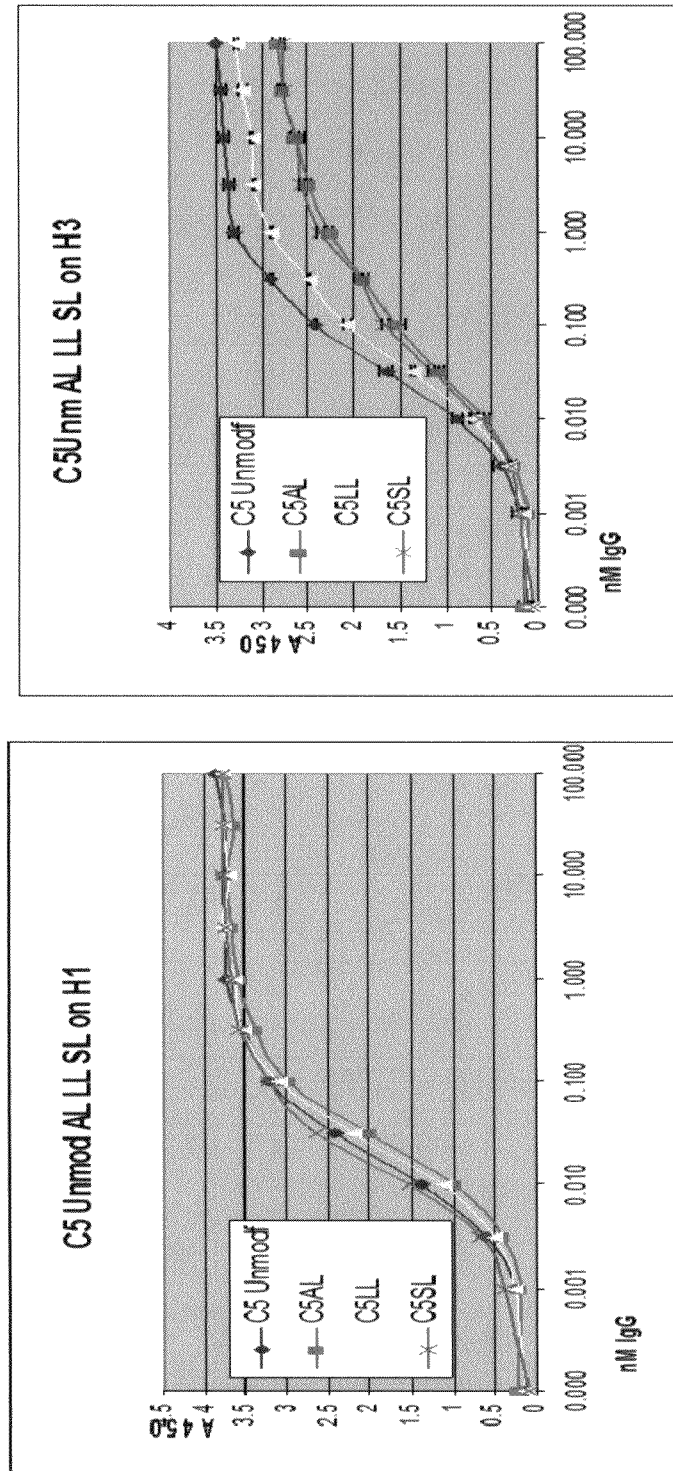 C5 Unmod AL LL SL on H1
4.5
A 450
4
3.5
3
2.5
2
1.5
1
0.5
0
C5 Unmodf
C5AL
C5LL
C5SL
0.000 0.001 0.010 0.100 1.000 10.000 100.000
nM IgG
C5Unm AL LL SL on H3
4
3.5
3
A 450
2.5
2
1.5
1
0.5
0
C5 Unmodf
C5AL
C5LL
C5SL
0.000 0.001 0.010 0.100 1.000 10.000 100.000
nM IgG